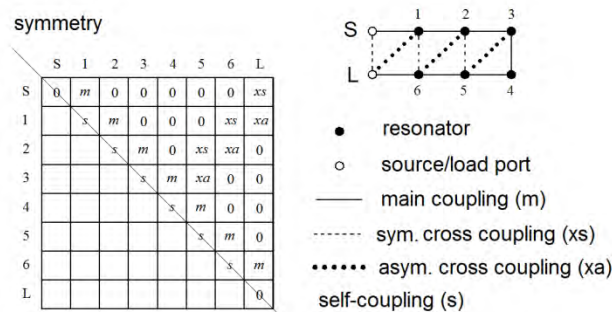 symmetry
S 1 2 3 4 5 6 L
S 0 m 0 0 0 0 0 xs
1 s m 0 0 0 xs xa
2 s m 0 xs xa 0
3 s m xa 0 0
4 s m 0 0
5 s m 0
6 s m
L 0
1 2 3
S
L
6 5 4
resonator
source/load port
main coupling (m)
sym. cross coupling (xs)
asym. cross coupling (xa)
self-coupling (s)